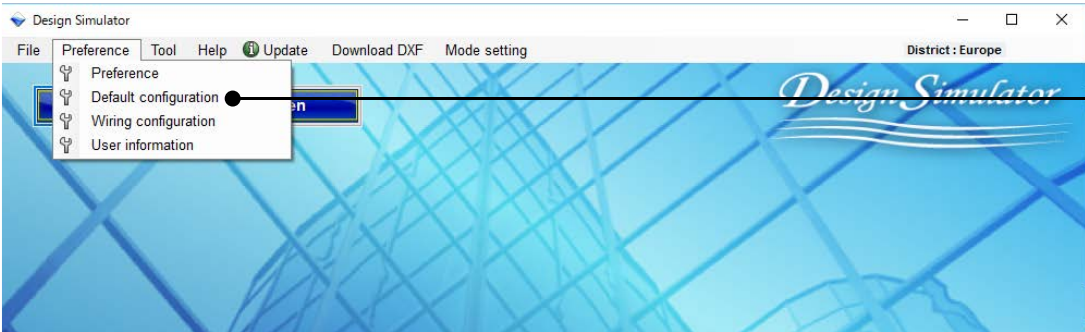 Design Simulator
File Preference Tool Help Update Download DXF Mode setting District : Europe
Preference
Default configuration
Wiring configuration
User information
en
Design Simulator